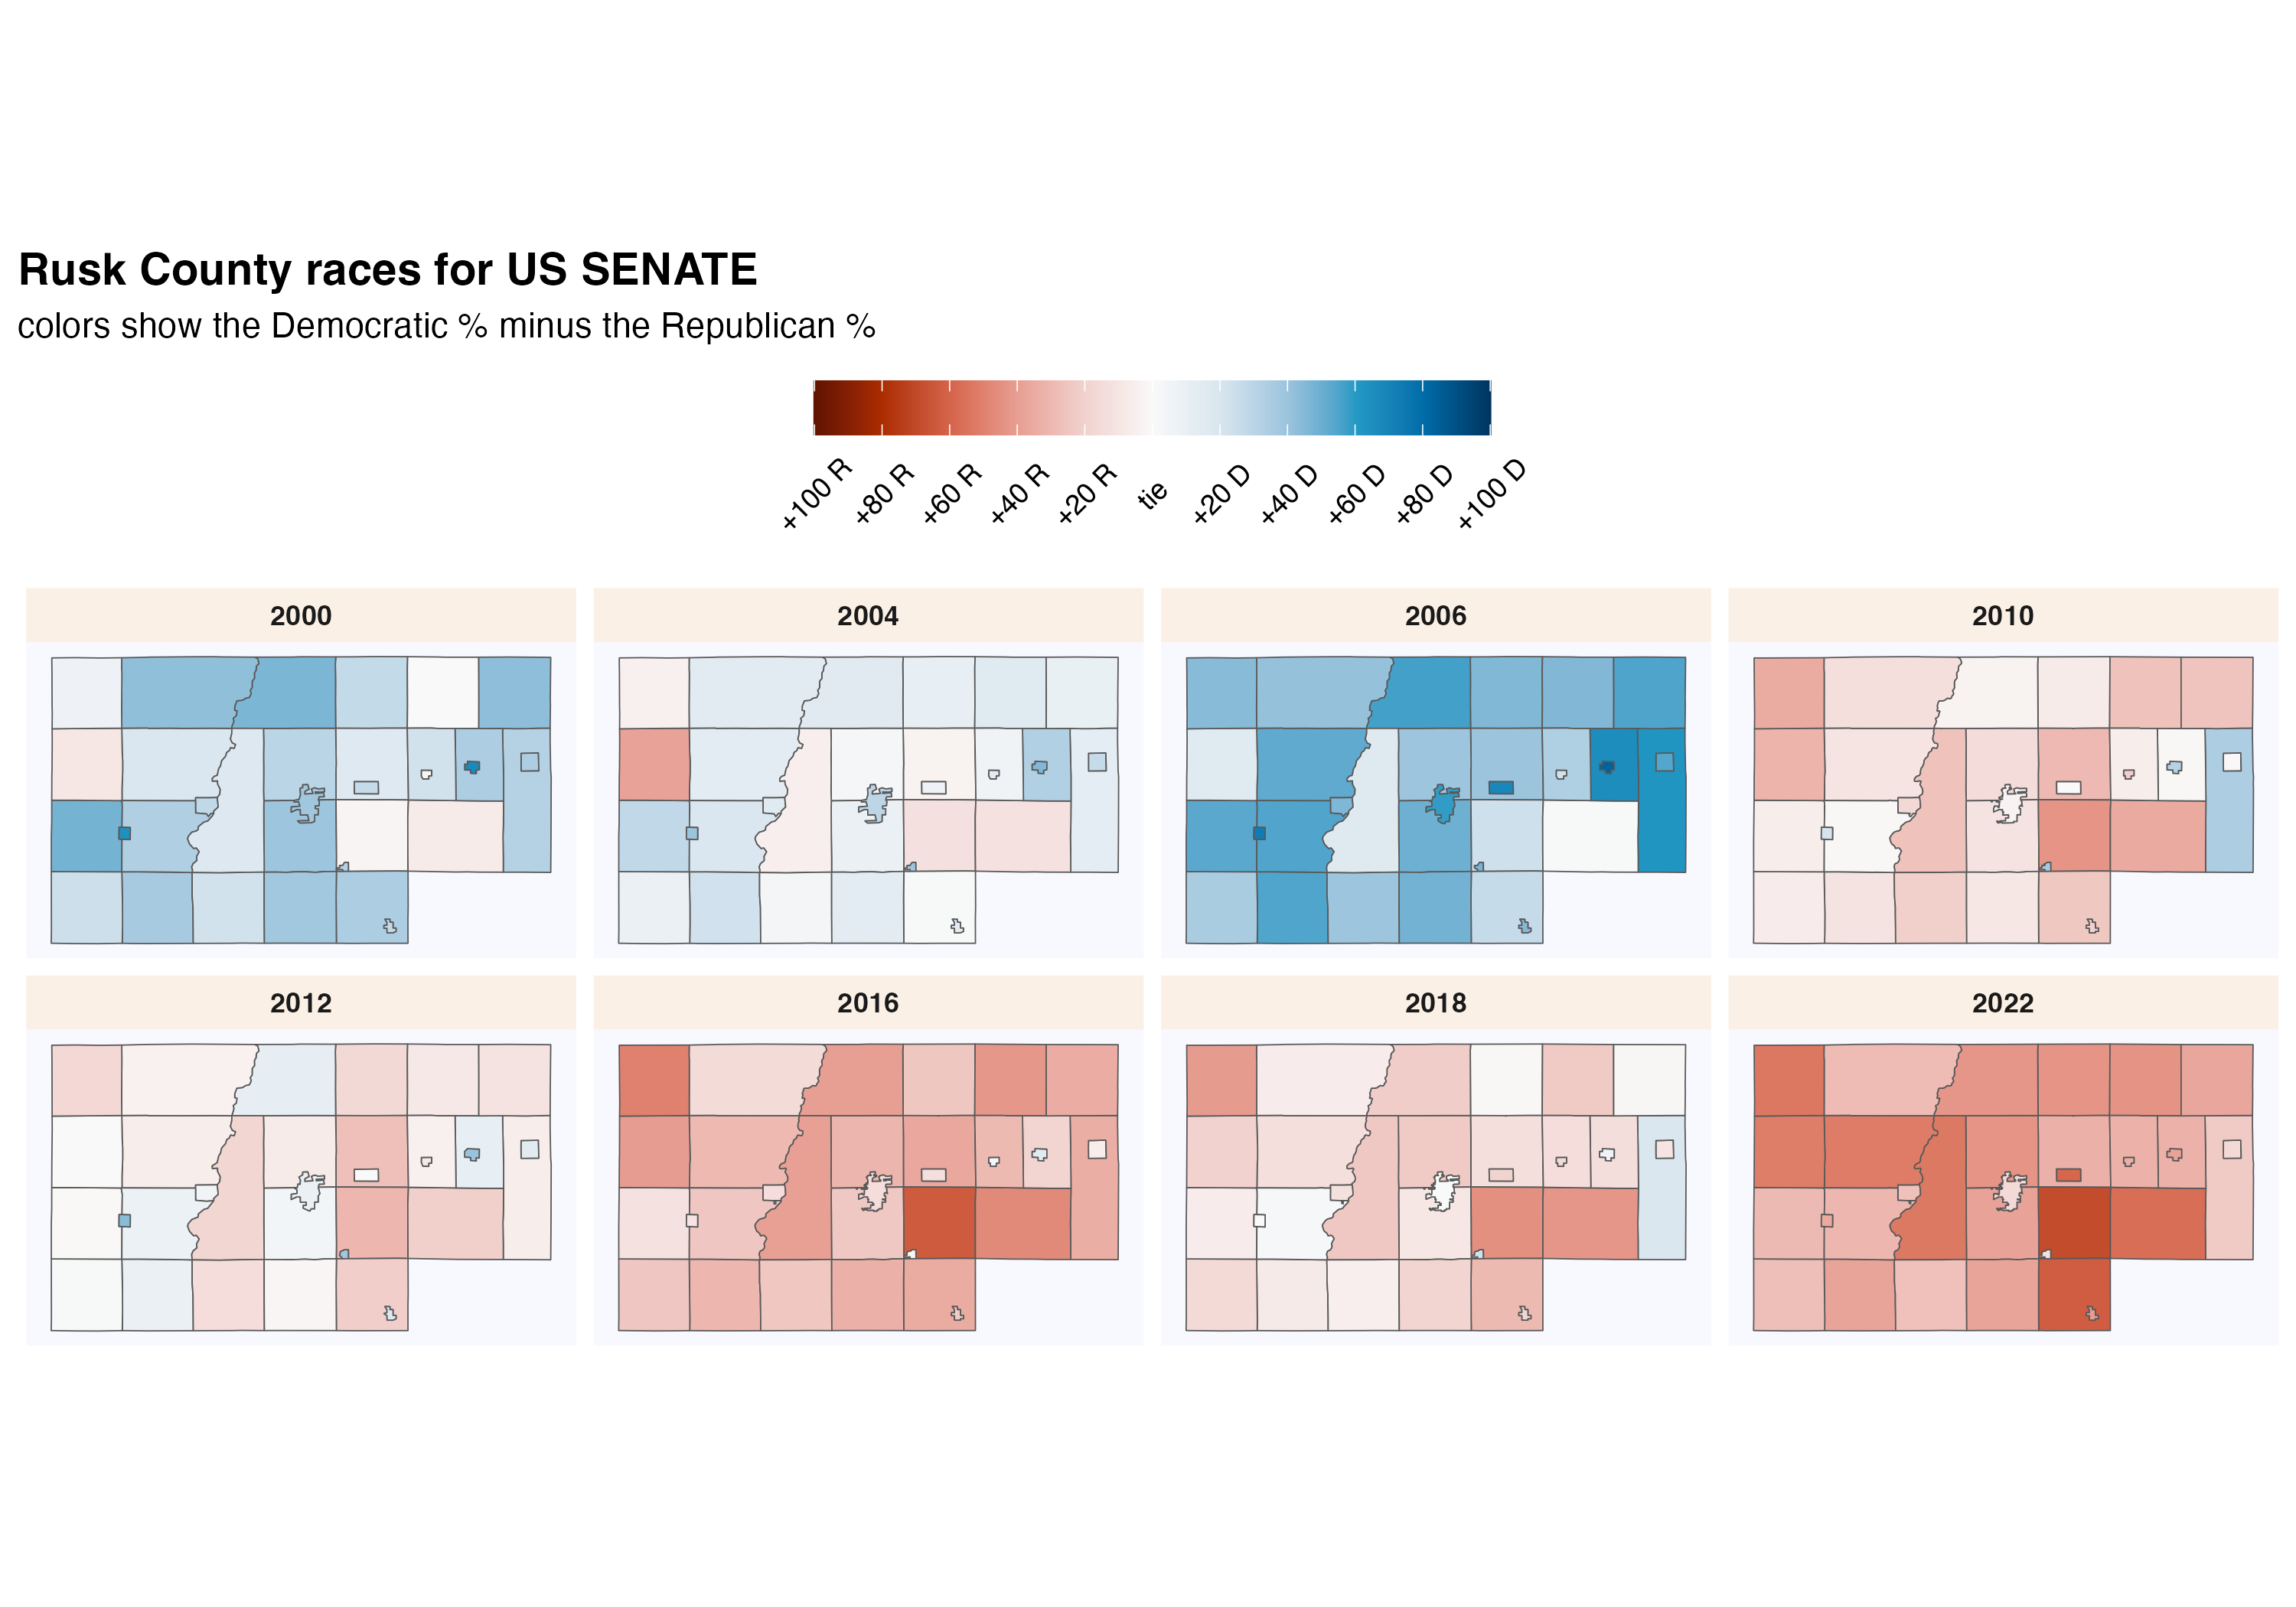 Rusk County races for US SENATE
colors show the Democratic % minus the Republican %
+100 R +80 R +60 R +40 R +20 R tie +20 D +40 D +60 D +80 D +100 D
2000 2004 2006 2010
2012 2016 2018 2022